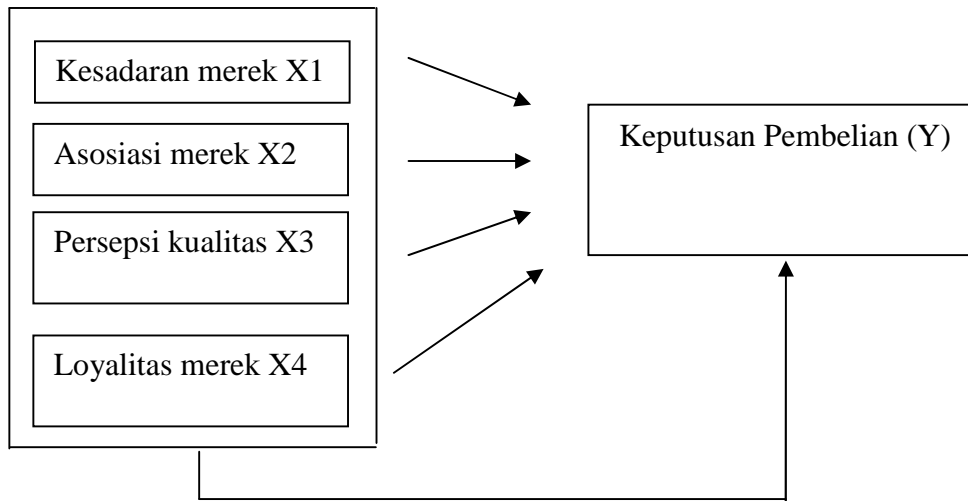 Kesadaran merek X1
Asosiasi merek X2
Persepsi kualitas X3
Loyalitas merek X4
Keputusan Pembelian (Y)